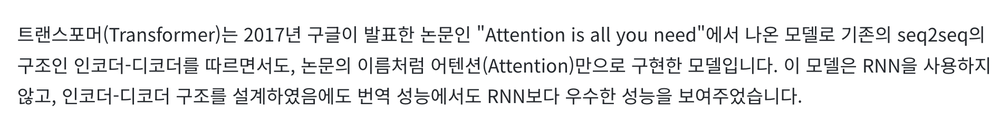 트랜스포머(Transformer)는 2017년 구글이 발표한 논문인 "Attention is all you need"에서 나온 모델로 기존의 seq2seq의
구조인 인코더-디코더를 따르면서도, 논문의 이름처럼 어텐션(Attention)만으로 구현한 모델입니다. 이 모델은 RNN을 사용하지
않고, 인코더-디코더 구조를 설계하였음에도 번역 성능에서도 RNN보다 우수한 성능을 보여주었습니다.